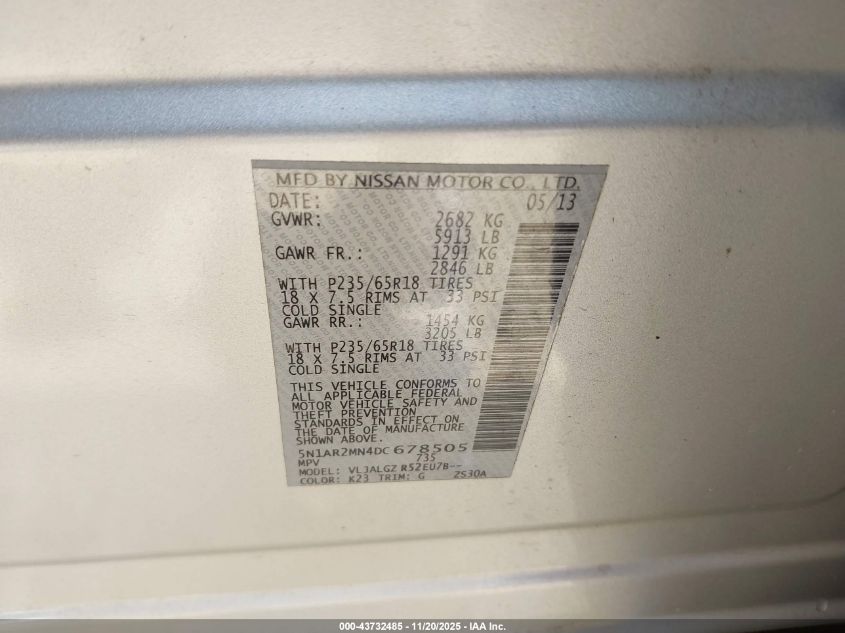 MFD BY NISSAN MOTOR CO., LTD.
DATE: 05/13
GVWR: 2682 KG
5913 LB
GAWR FR.: 1291 KG
2846 LB
WITH P235/65R18 TIRES
18 X 7.5 RIMS AT 33 PSI
COLD SINGLE
GAWR RR.: 1454 KG
3205 LB
WITH P235/65R18 TIRES
18 X 7.5 RIMS AT 33 PSI
COLD SINGLE
THIS VEHICLE CONFORMS TO
ALL APPLICABLE FEDERAL
MOTOR VEHICLE SAFETY AND
THEFT PREVENTION
STANDARDS IN EFFECT ON
THE DATE OF MANUFACTURE
SHOWN ABOVE.
5N1AR2MN4DC678505
MPV 735
MODEL: VLJALGZ R52EU7B--
COLOR: K23 TRIM: G ZS30A
000-43732485 - 11/20/2025 - IAA Inc.